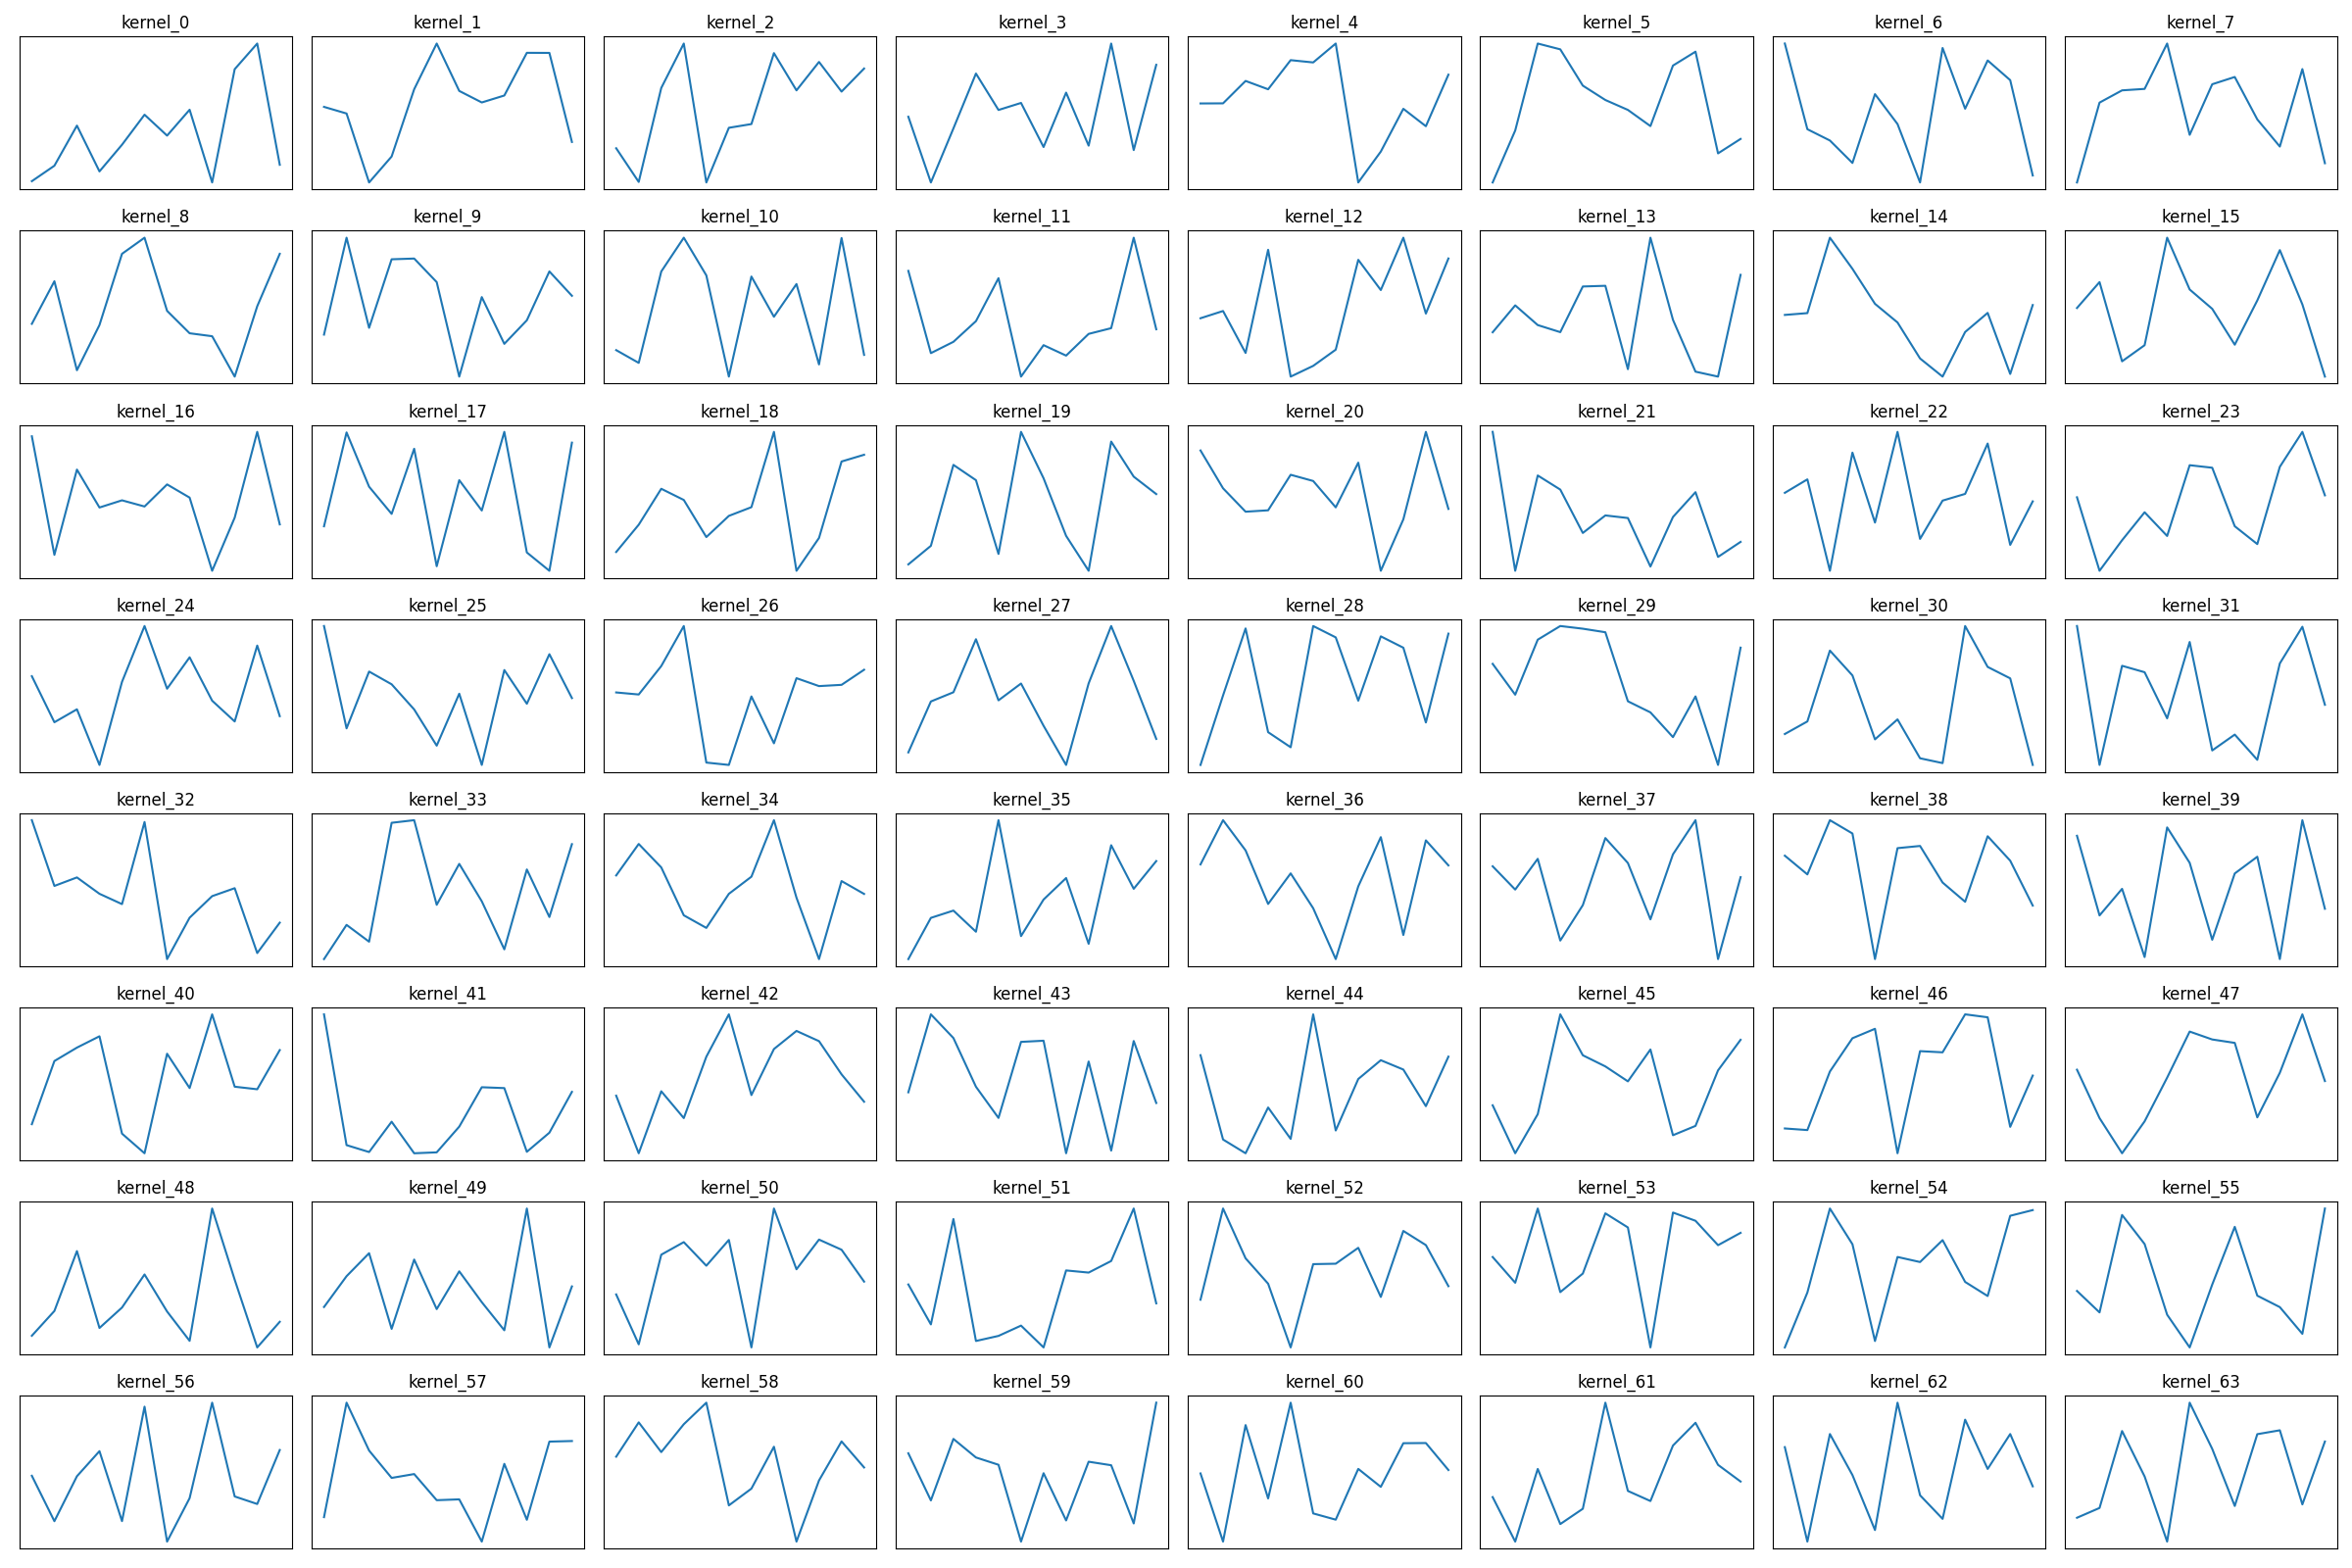 kernel_0 kernel_1 kernel_2 kernel_3 kernel_4 kernel_5 kernel_6 kernel_7
kernel_8 kernel_9 kernel_10 kernel_11 kernel_12 kernel_13 kernel_14 kernel_15
kernel_16 kernel_17 kernel_18 kernel_19 kernel_20 kernel_21 kernel_22 kernel_23
kernel_24 kernel_25 kernel_26 kernel_27 kernel_28 kernel_29 kernel_30 kernel_31
kernel_32 kernel_33 kernel_34 kernel_35 kernel_36 kernel_37 kernel_38 kernel_39
kernel_40 kernel_41 kernel_42 kernel_43 kernel_44 kernel_45 kernel_46 kernel_47
kernel_48 kernel_49 kernel_50 kernel_51 kernel_52 kernel_53 kernel_54 kernel_55
kernel_56 kernel_57 kernel_58 kernel_59 kernel_60 kernel_61 kernel_62 kernel_63